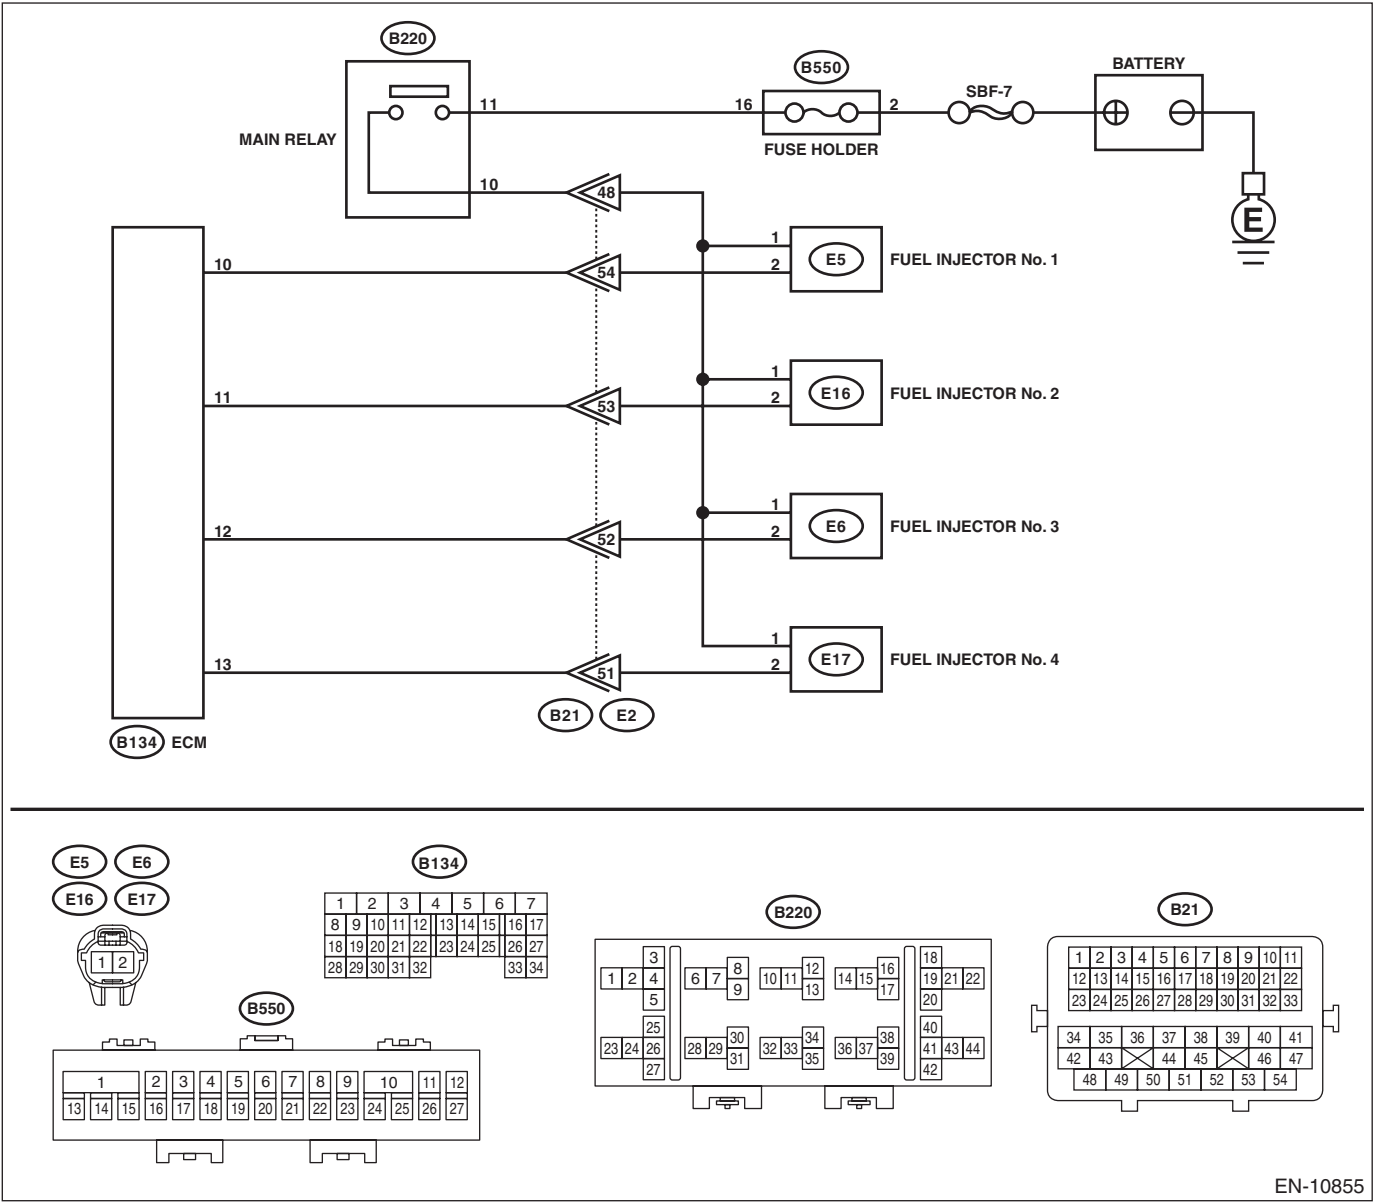 B220
B550
BATTERY
SBF-7
11
16
2
MAIN RELAY
FUSE HOLDER
10
48
E
1
10
54
2
E5
FUEL INJECTOR No. 1
1
11
53
2
E16
FUEL INJECTOR No. 2
1
12
52
2
E6
FUEL INJECTOR No. 3
1
13
51
2
E17
FUEL INJECTOR No. 4
B21 E2
B134 ECM
E5 E6
E16 E17
1 2
B134
1 2 3 4 5 6 7
8 9 10 11 12 13 14 15 16 17
18 19 20 21 22 23 24 25 26 27
28 29 30 31 32 33 34
B550
1 2 3 4 5 6 7 8 9 10 11 12
13 14 15 16 17 18 19 20 21 22 23 24 25 26 27
B220
3 8 12 16 18
1 2 4 6 7 10 11 14 15 19 21 22
5 9 13 17 20
25 30 34 38 40
23 24 26 28 29 32 33 36 37 41 43 44
27 31 35 39 42
B21
1 2 3 4 5 6 7 8 9 10 11
12 13 14 15 16 17 18 19 20 21 22
23 24 25 26 27 28 29 30 31 32 33
34 35 36 37 38 39 40 41
42 43 44 45 46 47
48 49 50 51 52 53 54
EN-10855